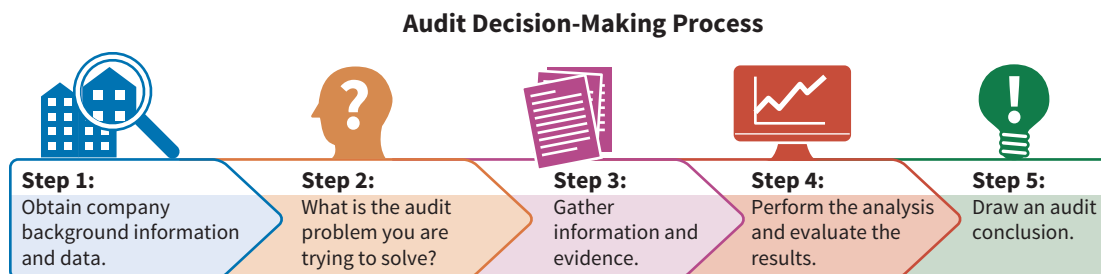 Audit Decision-Making Process
?
!
Step 1:
Obtain company
background information
and data.
Step 2:
What is the audit
problem you are
trying to solve?
Step 3:
Gather
information and
evidence.
Step 4:
Perform the analysis
and evaluate the
results.
Step 5:
Draw an audit
conclusion.